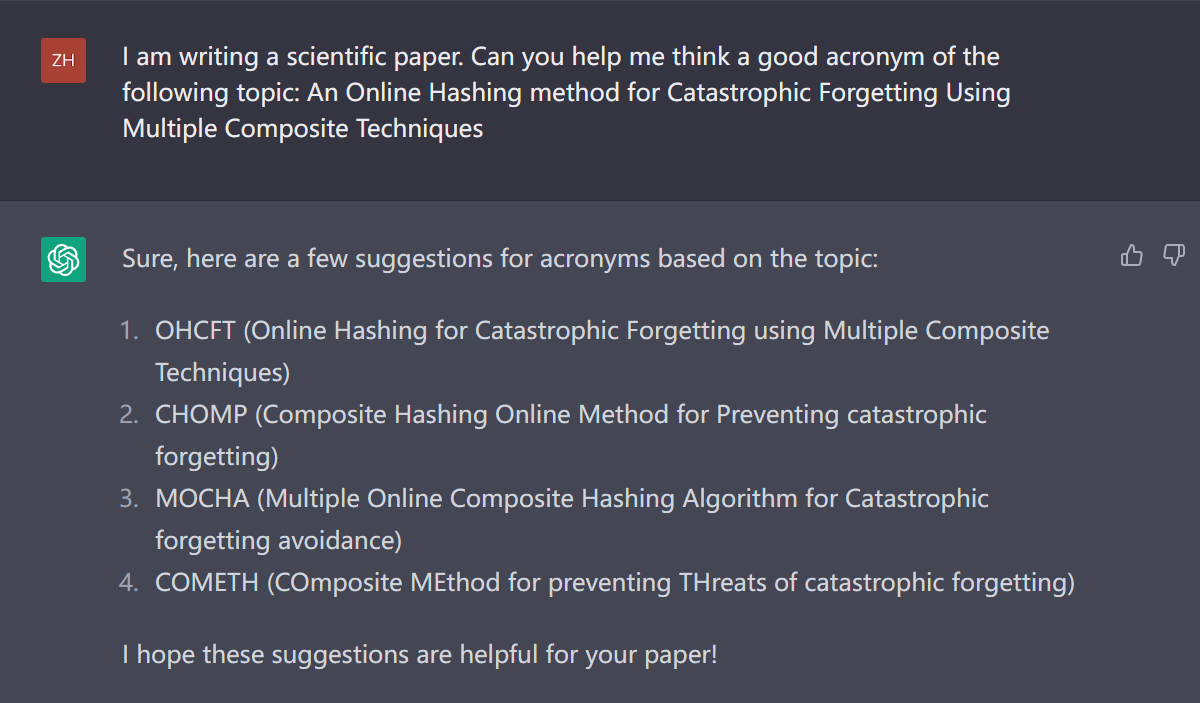 ZH
I am writing a scientific paper. Can you help me think a good acronym of the
following topic: An Online Hashing method for Catastrophic Forgetting Using
Multiple Composite Techniques
Sure, here are a few suggestions for acronyms based on the topic:
1. OHCFT (Online Hashing for Catastrophic Forgetting using Multiple Composite
Techniques)
2. CHOMP (Composite Hashing Online Method for Preventing catastrophic
forgetting)
3. MOCHA (Multiple Online Composite Hashing Algorithm for Catastrophic
forgetting avoidance)
4. COMETH (COmposite MEthod for preventing THreats of catastrophic forgetting)
I hope these suggestions are helpful for your paper!